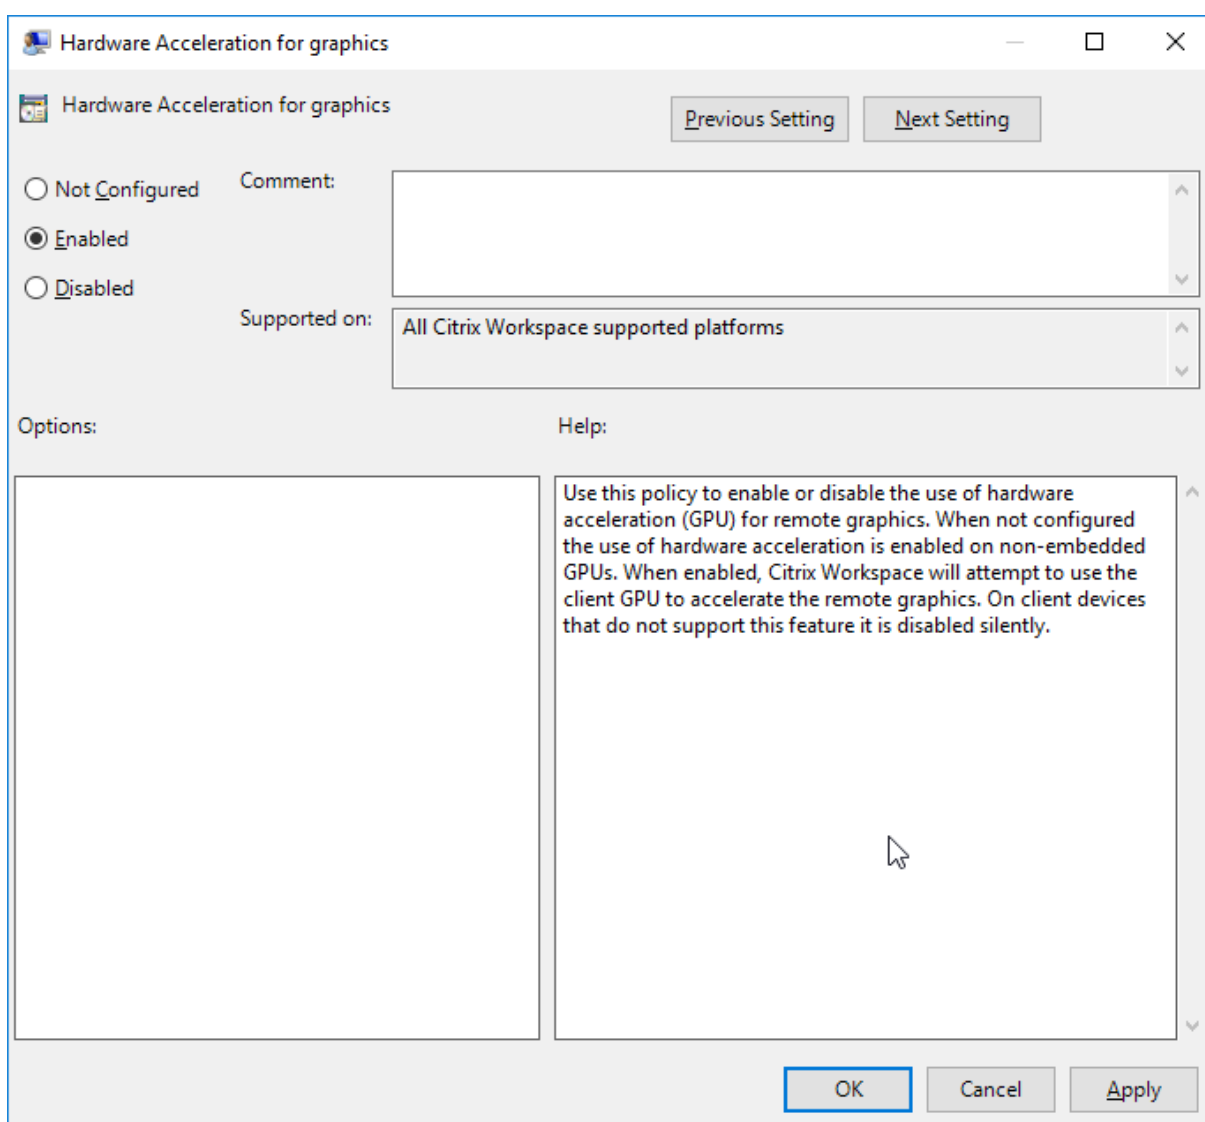 Hardware Acceleration for graphics
Hardware Acceleration for graphics
Previous Setting
Next Setting
Not Configured
Comment:
Enabled
Disabled
Supported on:
All Citrix Workspace supported platforms
Options:
Help:
Use this policy to enable or disable the use of hardware
acceleration (GPU) for remote graphics. When not configured
the use of hardware acceleration is enabled on non-embedded
GPUs. When enabled, Citrix Workspace will attempt to use the
client GPU to accelerate the remote graphics. On client devices
that do not support this feature it is disabled silently.
OK
Cancel
Apply